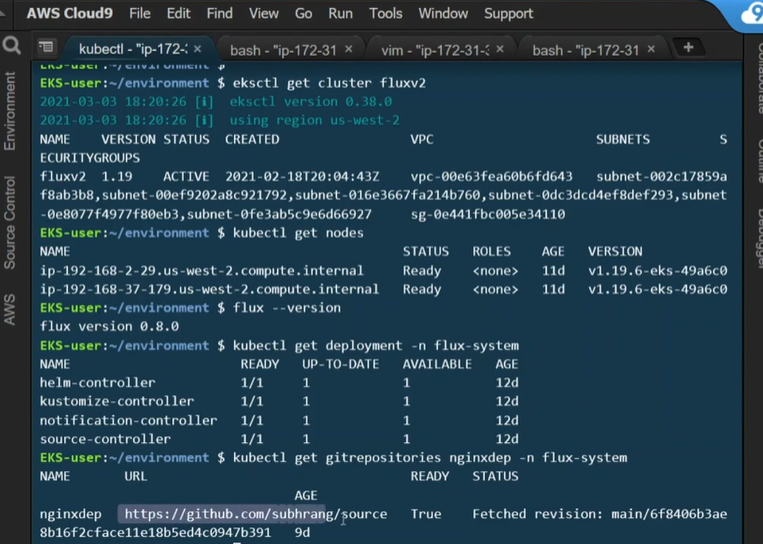 AWS Cloud9 File Edit Find View Go Run Tools Window Support
kubectl - "ip-172-3 × bash - "ip-172-31 × vim - "ip-172-31-3 × bash - "ip-172-31 × +
Environment
Source Control
AWS
Collaborate
Outline
Debugger
EKS-user:~/environment $
EKS-user:~/environment $ eksctl get cluster fluxv2
2021-03-03 18:20:26 [ℹ] eksctl version 0.38.0
2021-03-03 18:20:26 [ℹ] using region us-west-2
NAME VERSION STATUS CREATED VPC SUBNETS S
ECURITYGROUPS
fluxv2 1.19 ACTIVE 2021-02-18T20:04:43Z vpc-00e63fea60b6fd643 subnet-002c17859a
f8ab3b8,subnet-00ef9202a8c921792,subnet-016e3667fa214b760,subnet-0dc3dcd4ef8def293,subnet
-0e8077f4977f80eb3,subnet-0fe3ab5c9e6d66927 sg-0e441fbc005e34110
EKS-user:~/environment $ kubectl get nodes
NAME STATUS ROLES AGE VERSION
ip-192-168-2-29.us-west-2.compute.internal Ready <none> 11d v1.19.6-eks-49a6c0
ip-192-168-37-179.us-west-2.compute.internal Ready <none> 11d v1.19.6-eks-49a6c0
EKS-user:~/environment $ flux --version
flux version 0.8.0
EKS-user:~/environment $ kubectl get deployment -n flux-system
NAME READY UP-TO-DATE AVAILABLE AGE
helm-controller 1/1 1 1 12d
kustomize-controller 1/1 1 1 12d
notification-controller 1/1 1 1 12d
source-controller 1/1 1 1 12d
EKS-user:~/environment $ kubectl get gitrepositories nginxdep -n flux-system
NAME URL READY STATUS
AGE
nginxdep https://github.com/subhrang/source True Fetched revision: main/6f8406b3ae
8b16f2cface11e18b5ed4c0947b391 9d